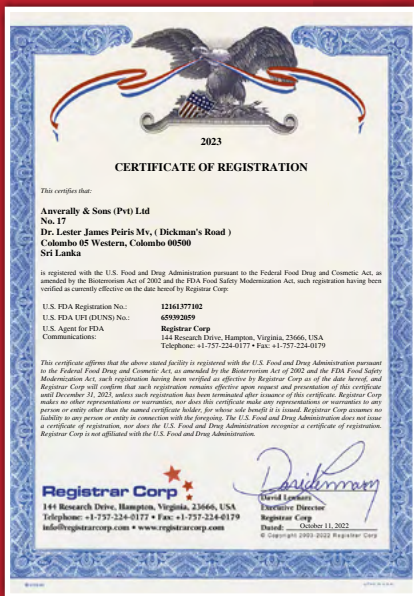 2023
CERTIFICATE OF REGISTRATION
This certifies that:
Anverally & Sons (Pvt) Ltd
No. 17
Dr. Lester James Peiris Mv, ( Dickman's Road )
Colombo 05 Western, Colombo 00500
Sri Lanka
is registered with the U.S. Food and Drug Administration pursuant to the Federal Food Drug and Cosmetic Act, as
amended by the Bioterrorism Act of 2002 and the FDA Food Safety Modernization Act, such registration having been
verified as currently effective on the date hereof by Registrar Corp:
U.S. FDA Registration No.: 12161377102
U.S. FDA UFI (DUNS) No.: 659392059
U.S. Agent for FDA Registrar Corp
Communications: 144 Research Drive, Hampton, Virginia, 23666, USA
Telephone: +1-757-224-0177 • Fax: +1-757-224-0179
This certificate affirms that the above stated facility is registered with the U.S. Food and Drug Administration pursuant
to the Federal Food Drug and Cosmetic Act, as amended by the Bioterrorism Act of 2002 and the FDA Food Safety
Modernization Act, such registration having been verified as effective by Registrar Corp as of the date hereof, and
Registrar Corp will confirm that such registration remains effective upon request and presentation of this certificate
until December 31, 2023, unless such registration has been terminated after issuance of this certificate. Registrar Corp
makes no other representations or warranties, nor does this certificate make any representations or warranties to any
person or entity other than the named certificate holder, for whose sole benefit it is issued. Registrar Corp assumes no
liability to any person or entity in connection with the foregoing. The U.S. Food and Drug Administration does not issue
a certificate of registration, nor does the U.S. Food and Drug Administration recognize a certificate of registration.
Registrar Corp is not affiliated with the U.S. Food and Drug Administration.
Registrar Corp
144 Research Drive, Hampton, Virginia, 23666, USA
Telephone: +1-757-224-0177 • Fax: +1-757-224-0179
info@registrarcorp.com • www.registrarcorp.com
David Lennarz
Executive Director
Registrar Corp
Dated: October 11, 2022
© Copyright 2003-2022 Registrar Corp